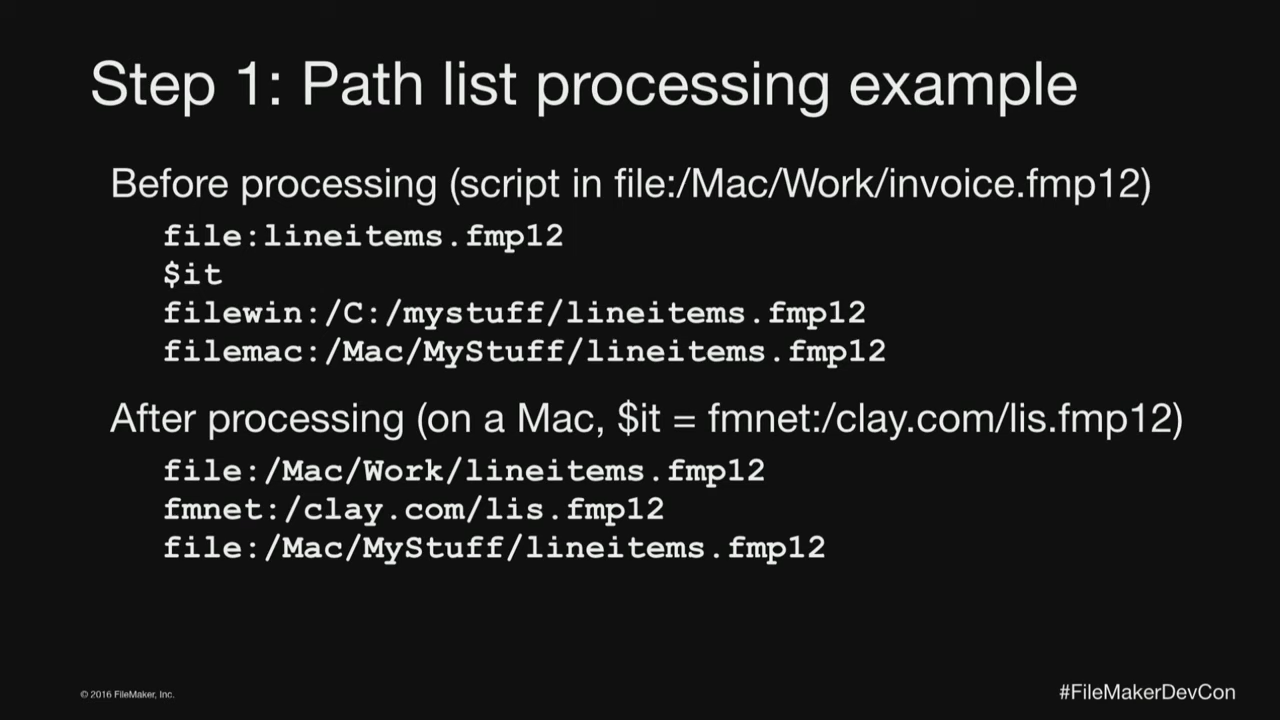 Step 1: Path list processing example
Before processing (script in file:/Mac/Work/invoice.fmp12)
file:lineitems.fmp12
$it
filewin:/C:/mystuff/lineitems.fmp12
filemac:/Mac/MyStuff/lineitems.fmp12
After processing (on a Mac, $it = fmnet:/clay.com/lis.fmp12)
file:/Mac/Work/lineitems.fmp12
fmnet:/clay.com/lis.fmp12
file:/Mac/MyStuff/lineitems.fmp12
© 2016 FileMaker, Inc.
#FileMakerDevCon